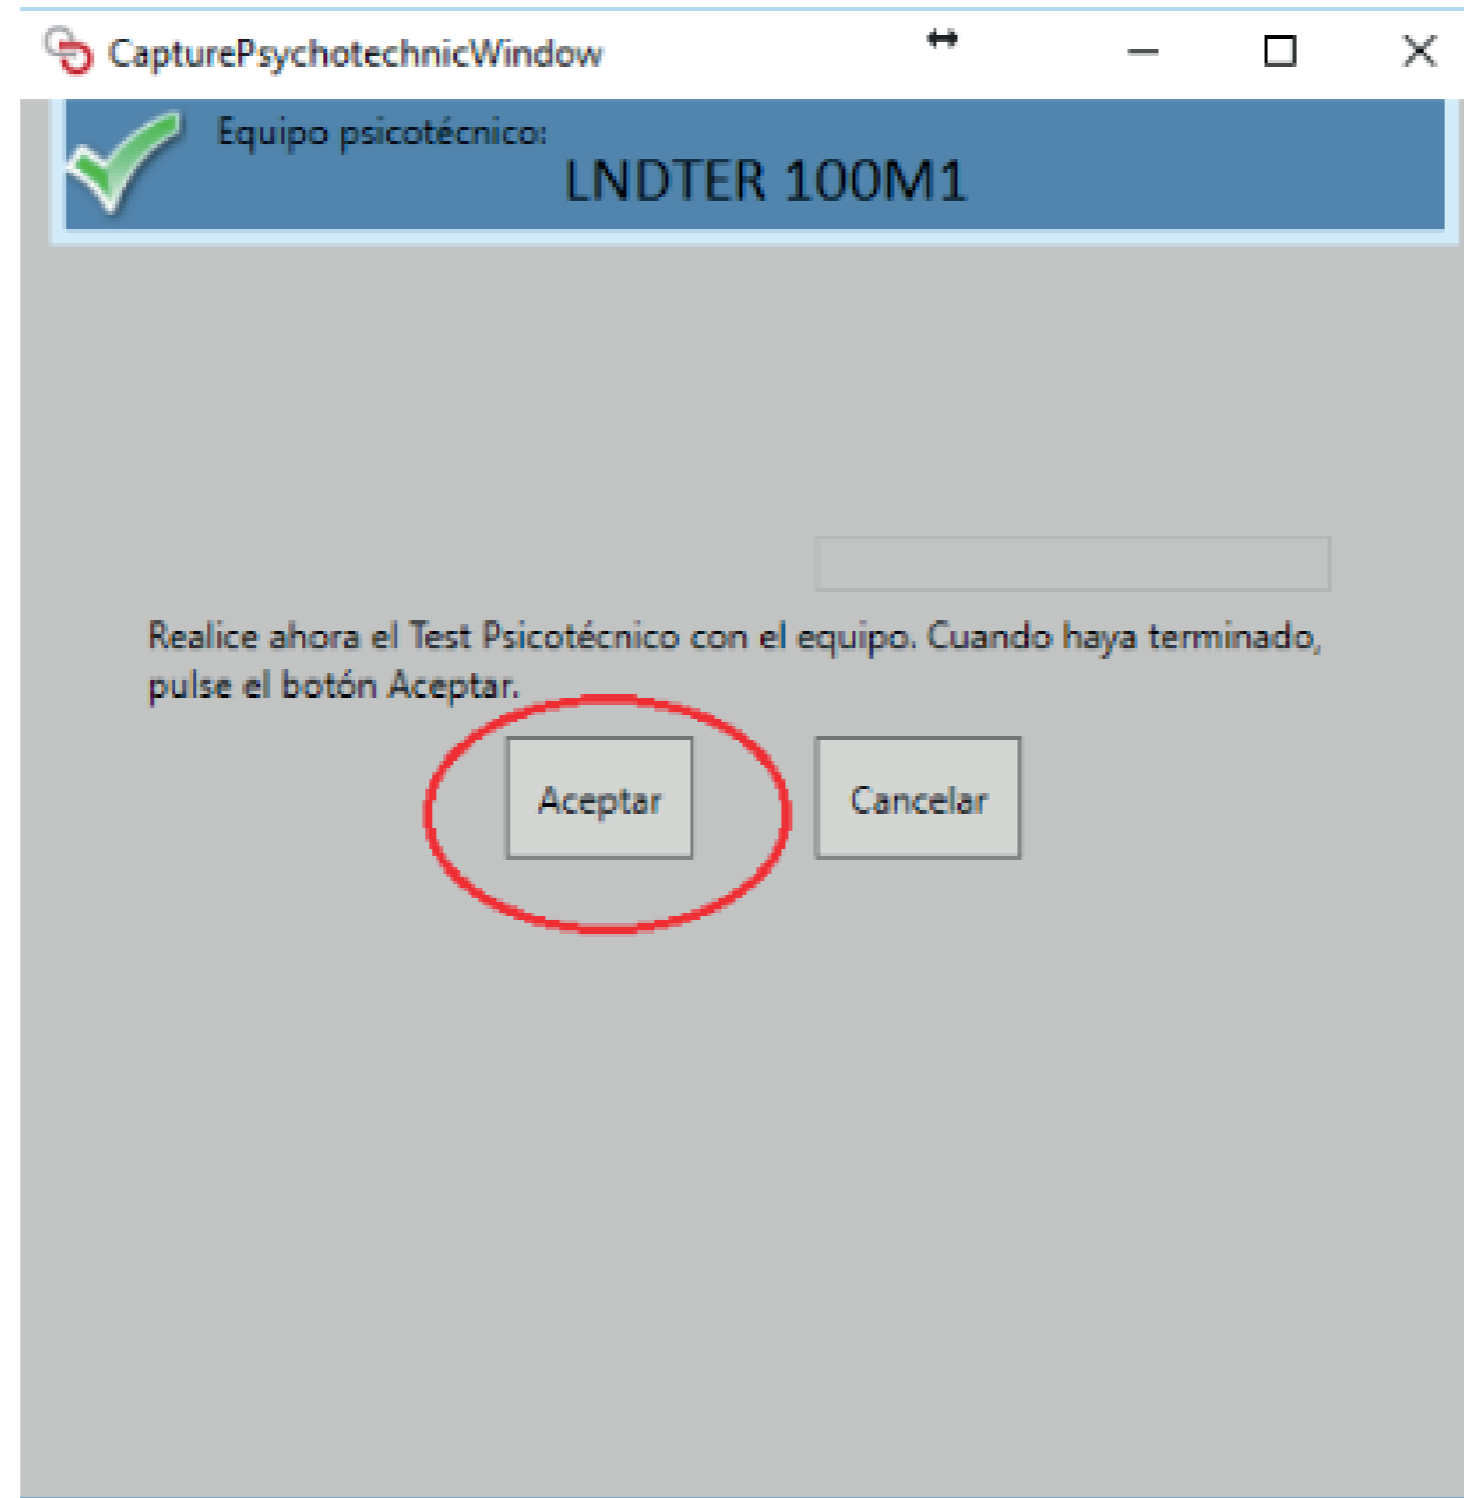 CapturePsychotechnicWindow
Equipo psicotécnico:
LNDTER 100M1
Realice ahora el Test Psicotécnico con el equipo. Cuando haya terminado,
pulse el botón Aceptar.
Aceptar
Cancelar